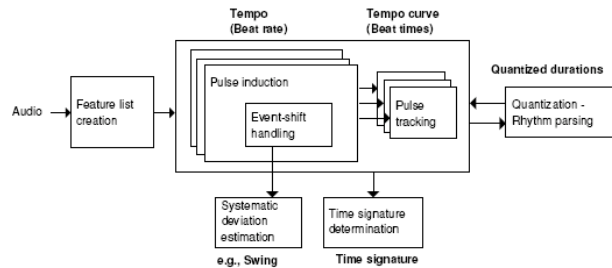 Tempo
(Beat rate)
Tempo curve
(Beat times)
Quantized durations
Audio
Feature list
creation
Pulse induction
Event-shift
handling
Pulse
tracking
Quantization -
Rhythm parsing
Systematic
deviation
estimation
Time signature
determination
e.g., Swing
Time signature